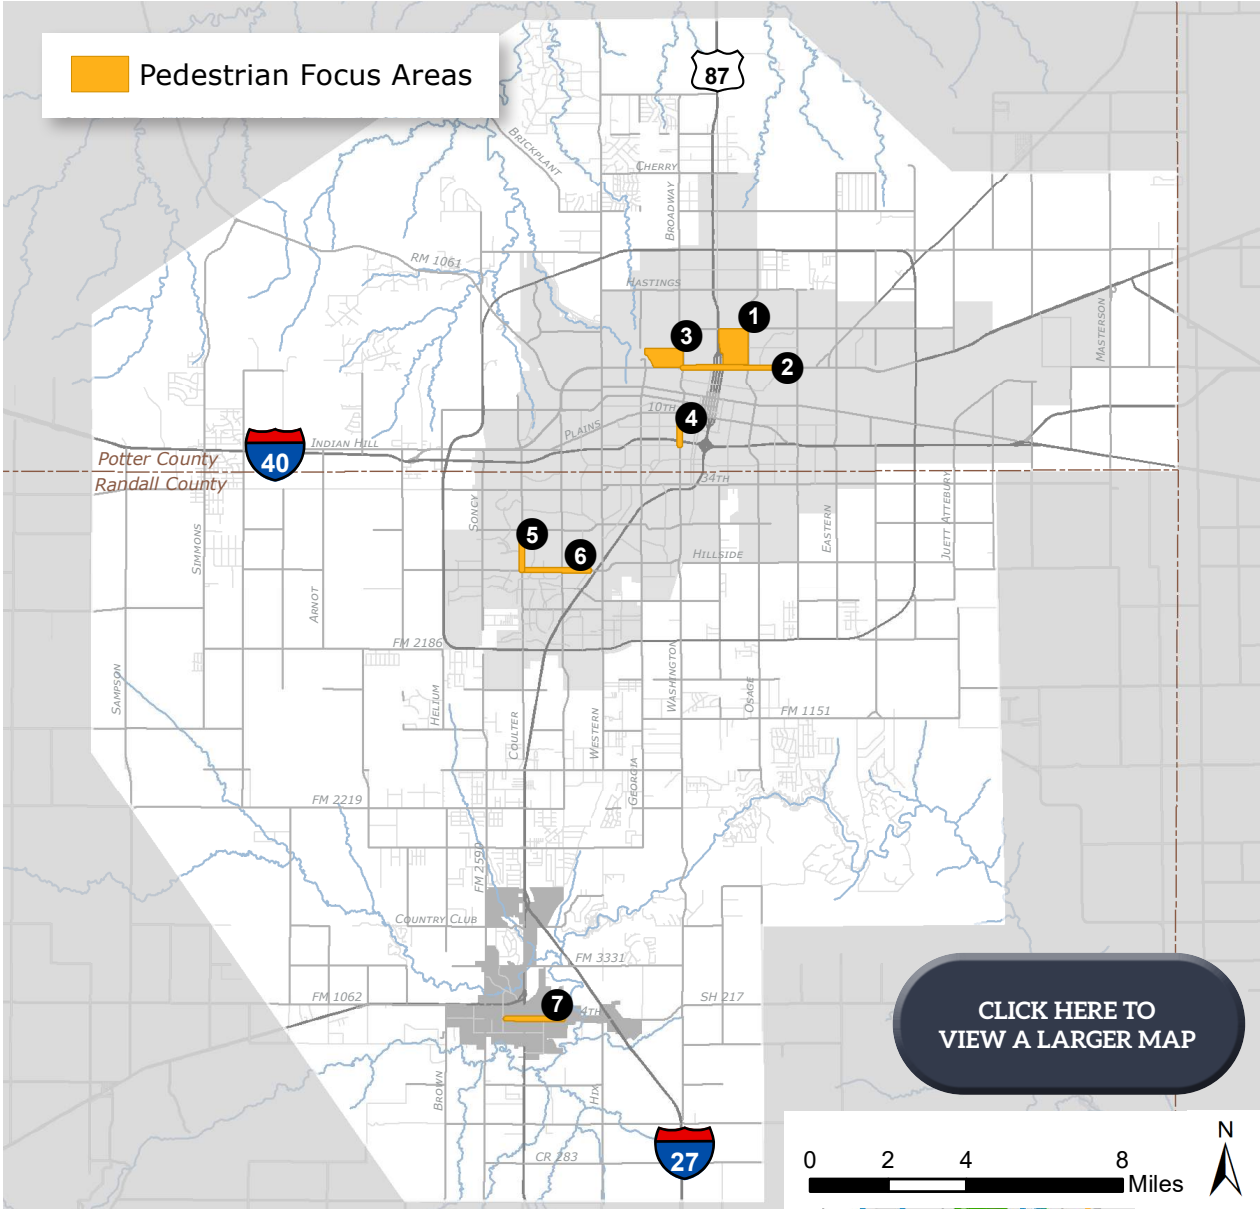 Pedestrian Focus Areas
87
BRICKPLANT
CHERRY
BROADWAY
RM 1061
HASTINGS
MASTERSON
1
3
2
10TH
4
PLAINS
INDIAN HILL
40
Potter County
Randall County
34TH
SONCY
SIMMONS
EASTERN
JUETT ATTEBURY
5
6
HILLSIDE
ARNOT
FM 2186
SAMPSON
HELIUM
COULTER
WESTERN
WASHINGTON
OSAGE
FM 1151
GEORGIA
FM 2219
FM 2590
COUNTRY CLUB
FM 3331
FM 1062
7
4TH
SH 217
CLICK HERE TO
VIEW A LARGER MAP
BROWN
HIX
CR 283
27
N
0 2 4 8
Miles